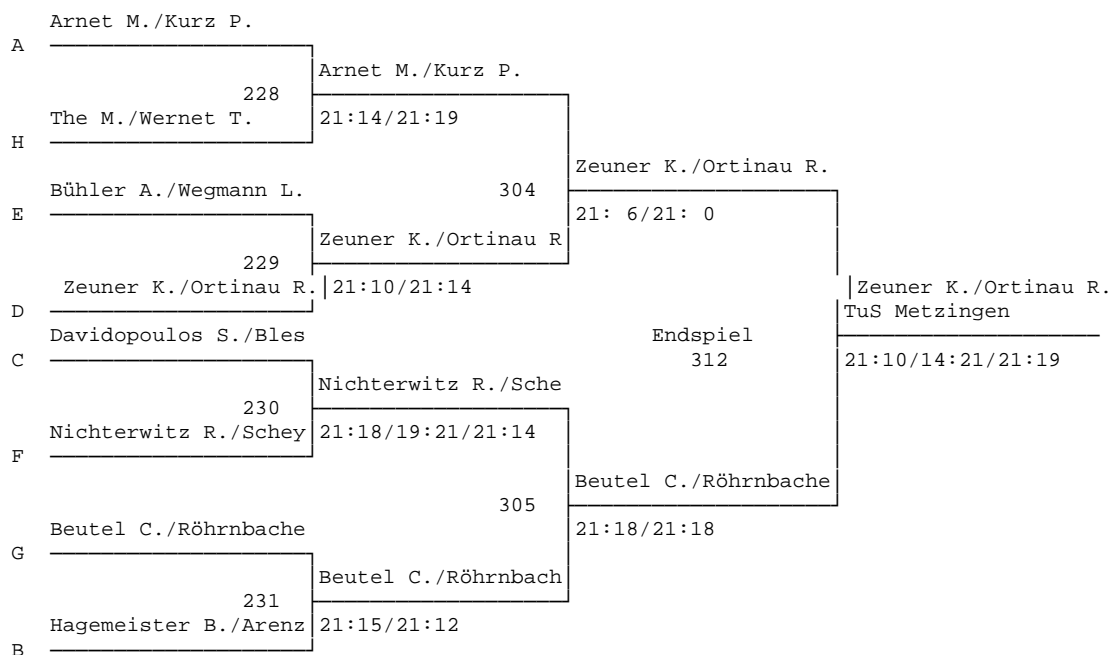 Arnet M./Kurz P.
A
Arnet M./Kurz P.
228
The M./Wernet T. 21:14/21:19
H
Zeuner K./Ortinau R.
Bühler A./Wegmann L. 304
E 21: 6/21: 0
Zeuner K./Ortinau R
229
Zeuner K./Ortinau R. 21:10/21:14 Zeuner K./Ortinau R.
D TuS Metzingen
Davidopoulos S./Bles Endspiel
C 312 21:10/14:21/21:19
Nichterwitz R./Sche
230
Nichterwitz R./Schey 21:18/19:21/21:14
F
Beutel C./Röhrnbache
305
Beutel C./Röhrnbache 21:18/21:18
G
Beutel C./Röhrnbach
231
Hagemeister B./Arenz 21:15/21:12
B